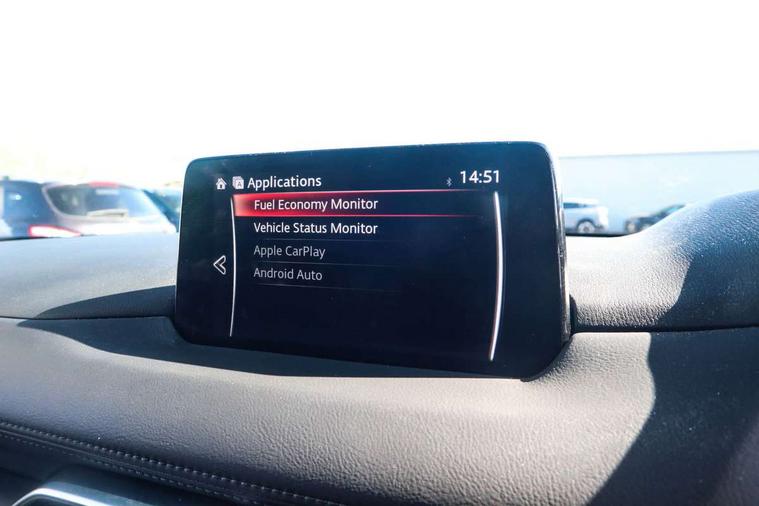 Applications 14:51
Fuel Economy Monitor
Vehicle Status Monitor
Apple CarPlay
Android Auto